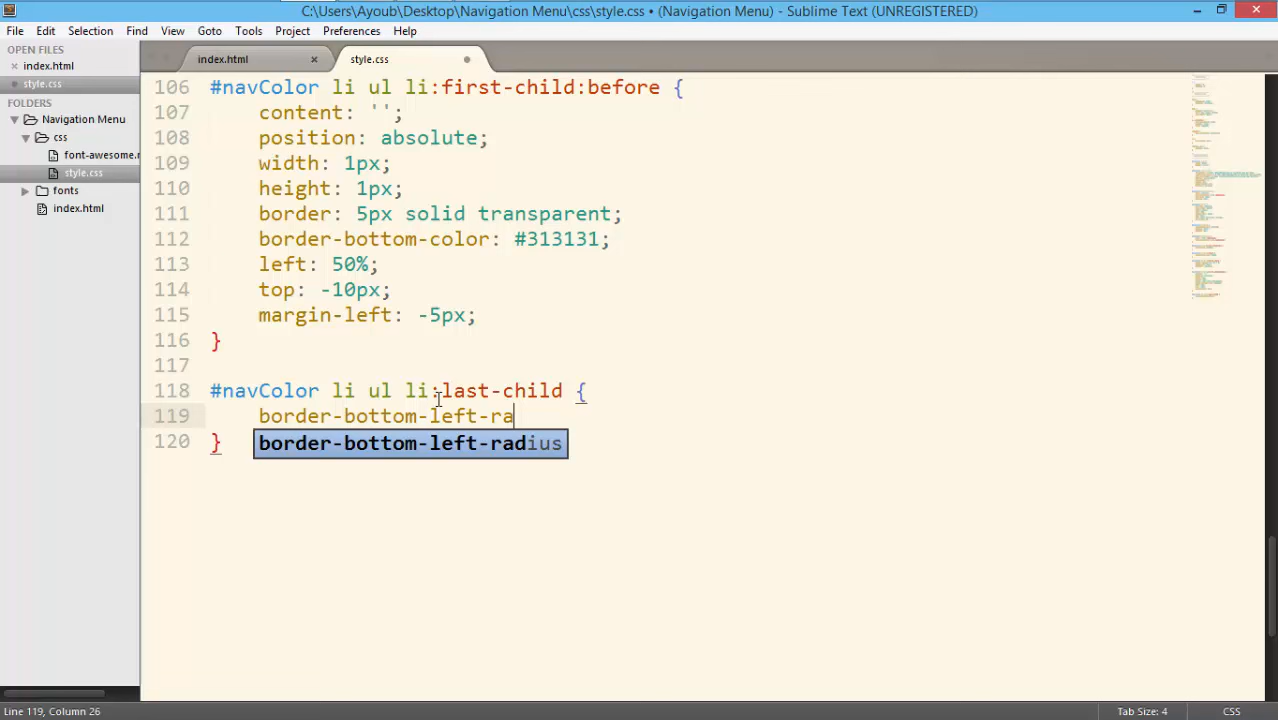 C:\Users\Ayoub\Desktop\Navigation Menu\css\style.css • (Navigation Menu) - Sublime Text (UNREGISTERED)
File Edit Selection Find View Goto Tools Project Preferences Help
OPEN FILES
index.html
style.css
FOLDERS
Navigation Menu
css
font-awesome.m
style.css
fonts
index.html
index.html
style.css
106 #navColor li ul li:first-child:before {
107 content: '';
108 position: absolute;
109 width: 1px;
110 height: 1px;
111 border: 5px solid transparent;
112 border-bottom-color: #313131;
113 left: 50%;
114 top: -10px;
115 margin-left: -5px;
116 }
117
118 #navColor li ul li:last-child {
119 border-bottom-left-ra
120 }
border-bottom-left-radius
Line 119, Column 26
Tab Size: 4
CSS